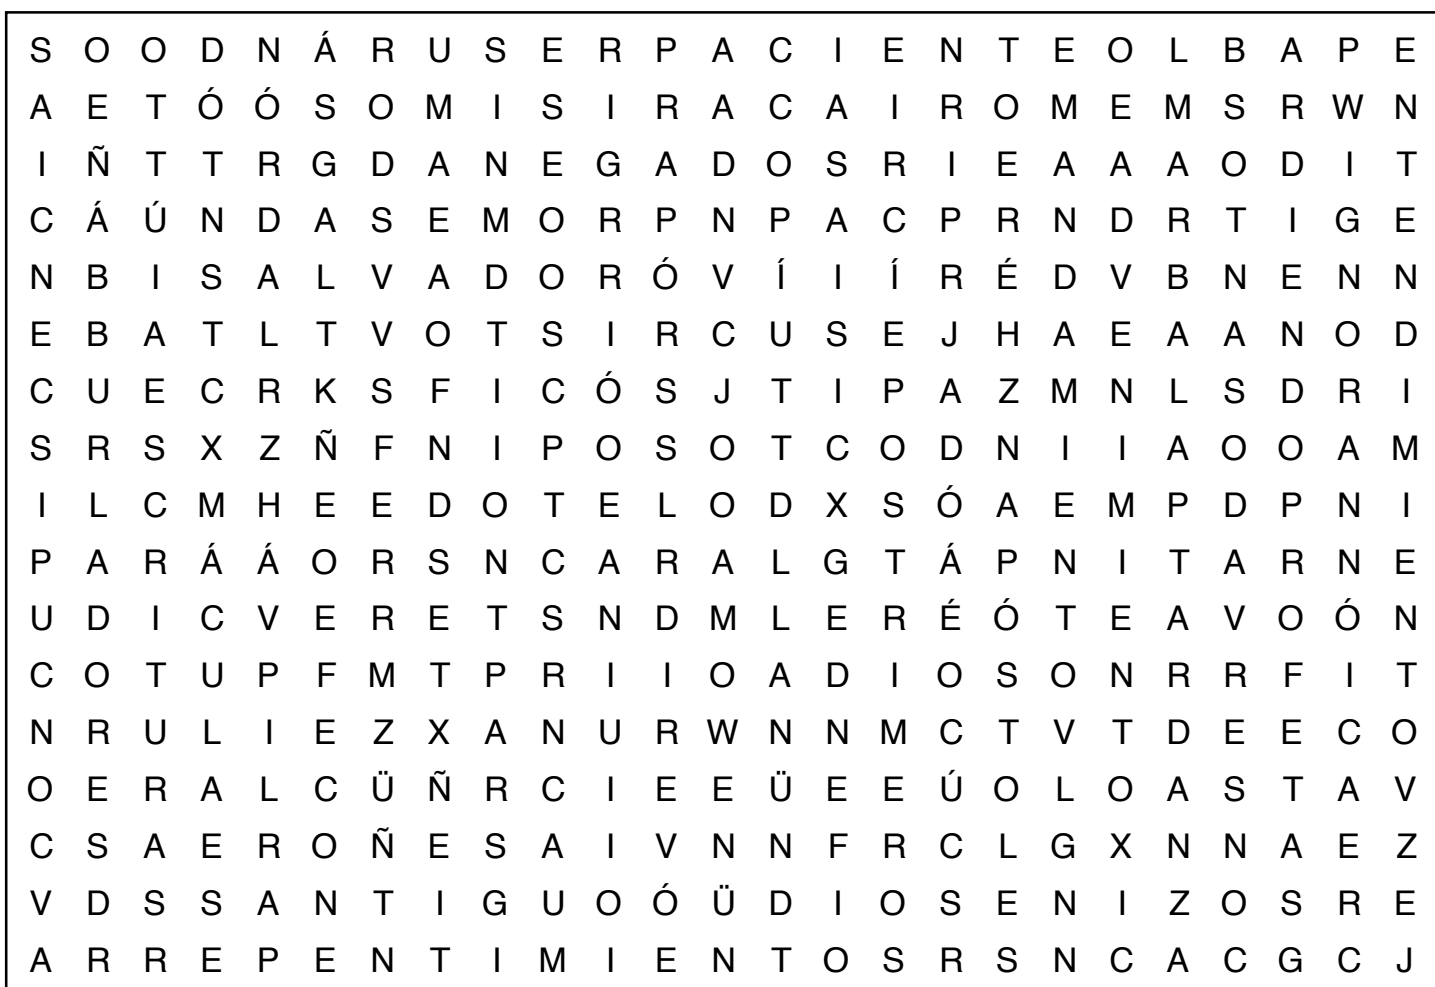 S O O D N Á R U S E R P A C I E N T E O L B A P E
A E T Ó Ó S O M I S I R A C A I R O M E M S R W N
I Ñ T T R G D A N E G A D O S R I E A A A O D I T
C Á Ú N D A S E M O R P N P A C P R N D R T I G E
N B I S A L V A D O R Ó V Í I Í R É D V B N E N N
E B A T L T V O T S I R C U S E J H A E A A N O D
C U E C R K S F I C Ó S J T I P A Z M N L S D R I
S R S X Z Ñ F N I P O S O T C O D N I I A O O A M
I L C M H E E D O T E L O D X S Ó A E M P D P N I
P A R Á Á O R S N C A R A L G T Á P N I T A R N E
U D I C V E R E T S N D M L E R É Ó T E A V O Ó N
C O T U P F M T P R I I O A D I O S O N R R F I T
N R U L I E Z X A N U R W N N M C T V T D E E C O
O E R A L C Ü Ñ R C I E E Ü E E Ú O L O A S T A V
C S A E R O Ñ E S A I V N N F R C L G X N N A E Z
V D S S A N T I G U O Ó Ü D I O S E N I Z O S R E
A R R E P E N T I M I E N T O S R S N C A C G C J